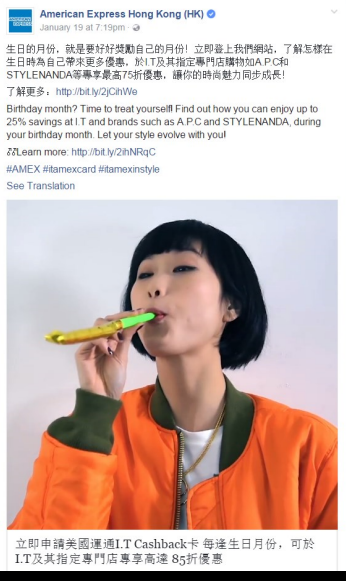 AMERICAN EXPRESS
American Express Hong Kong (HK)
January 19 at 7:19pm ·
生日的月份，就是要好好獎勵自己的月份！立即登上我們網站，了解怎樣在
生日時為自己帶來更多優惠，於I.T及其指定專門店購物如A.P.C和
STYLENANDA等專享最高75折優惠，讓你的時尚魅力同步成長！
了解更多：http://bit.ly/2jCihWe
Birthday month? Time to treat yourself! Find out how you can enjoy up to
25% savings at I.T and brands such as A.P.C and STYLENANDA, during
your birthday month. Let your style evolve with you!
Learn more: http://bit.ly/2ihNRqC
#AMEX #itamexcard #itamexinstyle
See Translation
立即申請美國運通I.T Cashback卡 每逢生日月份，可於
I.T及其指定專門店專享高達 85折優惠